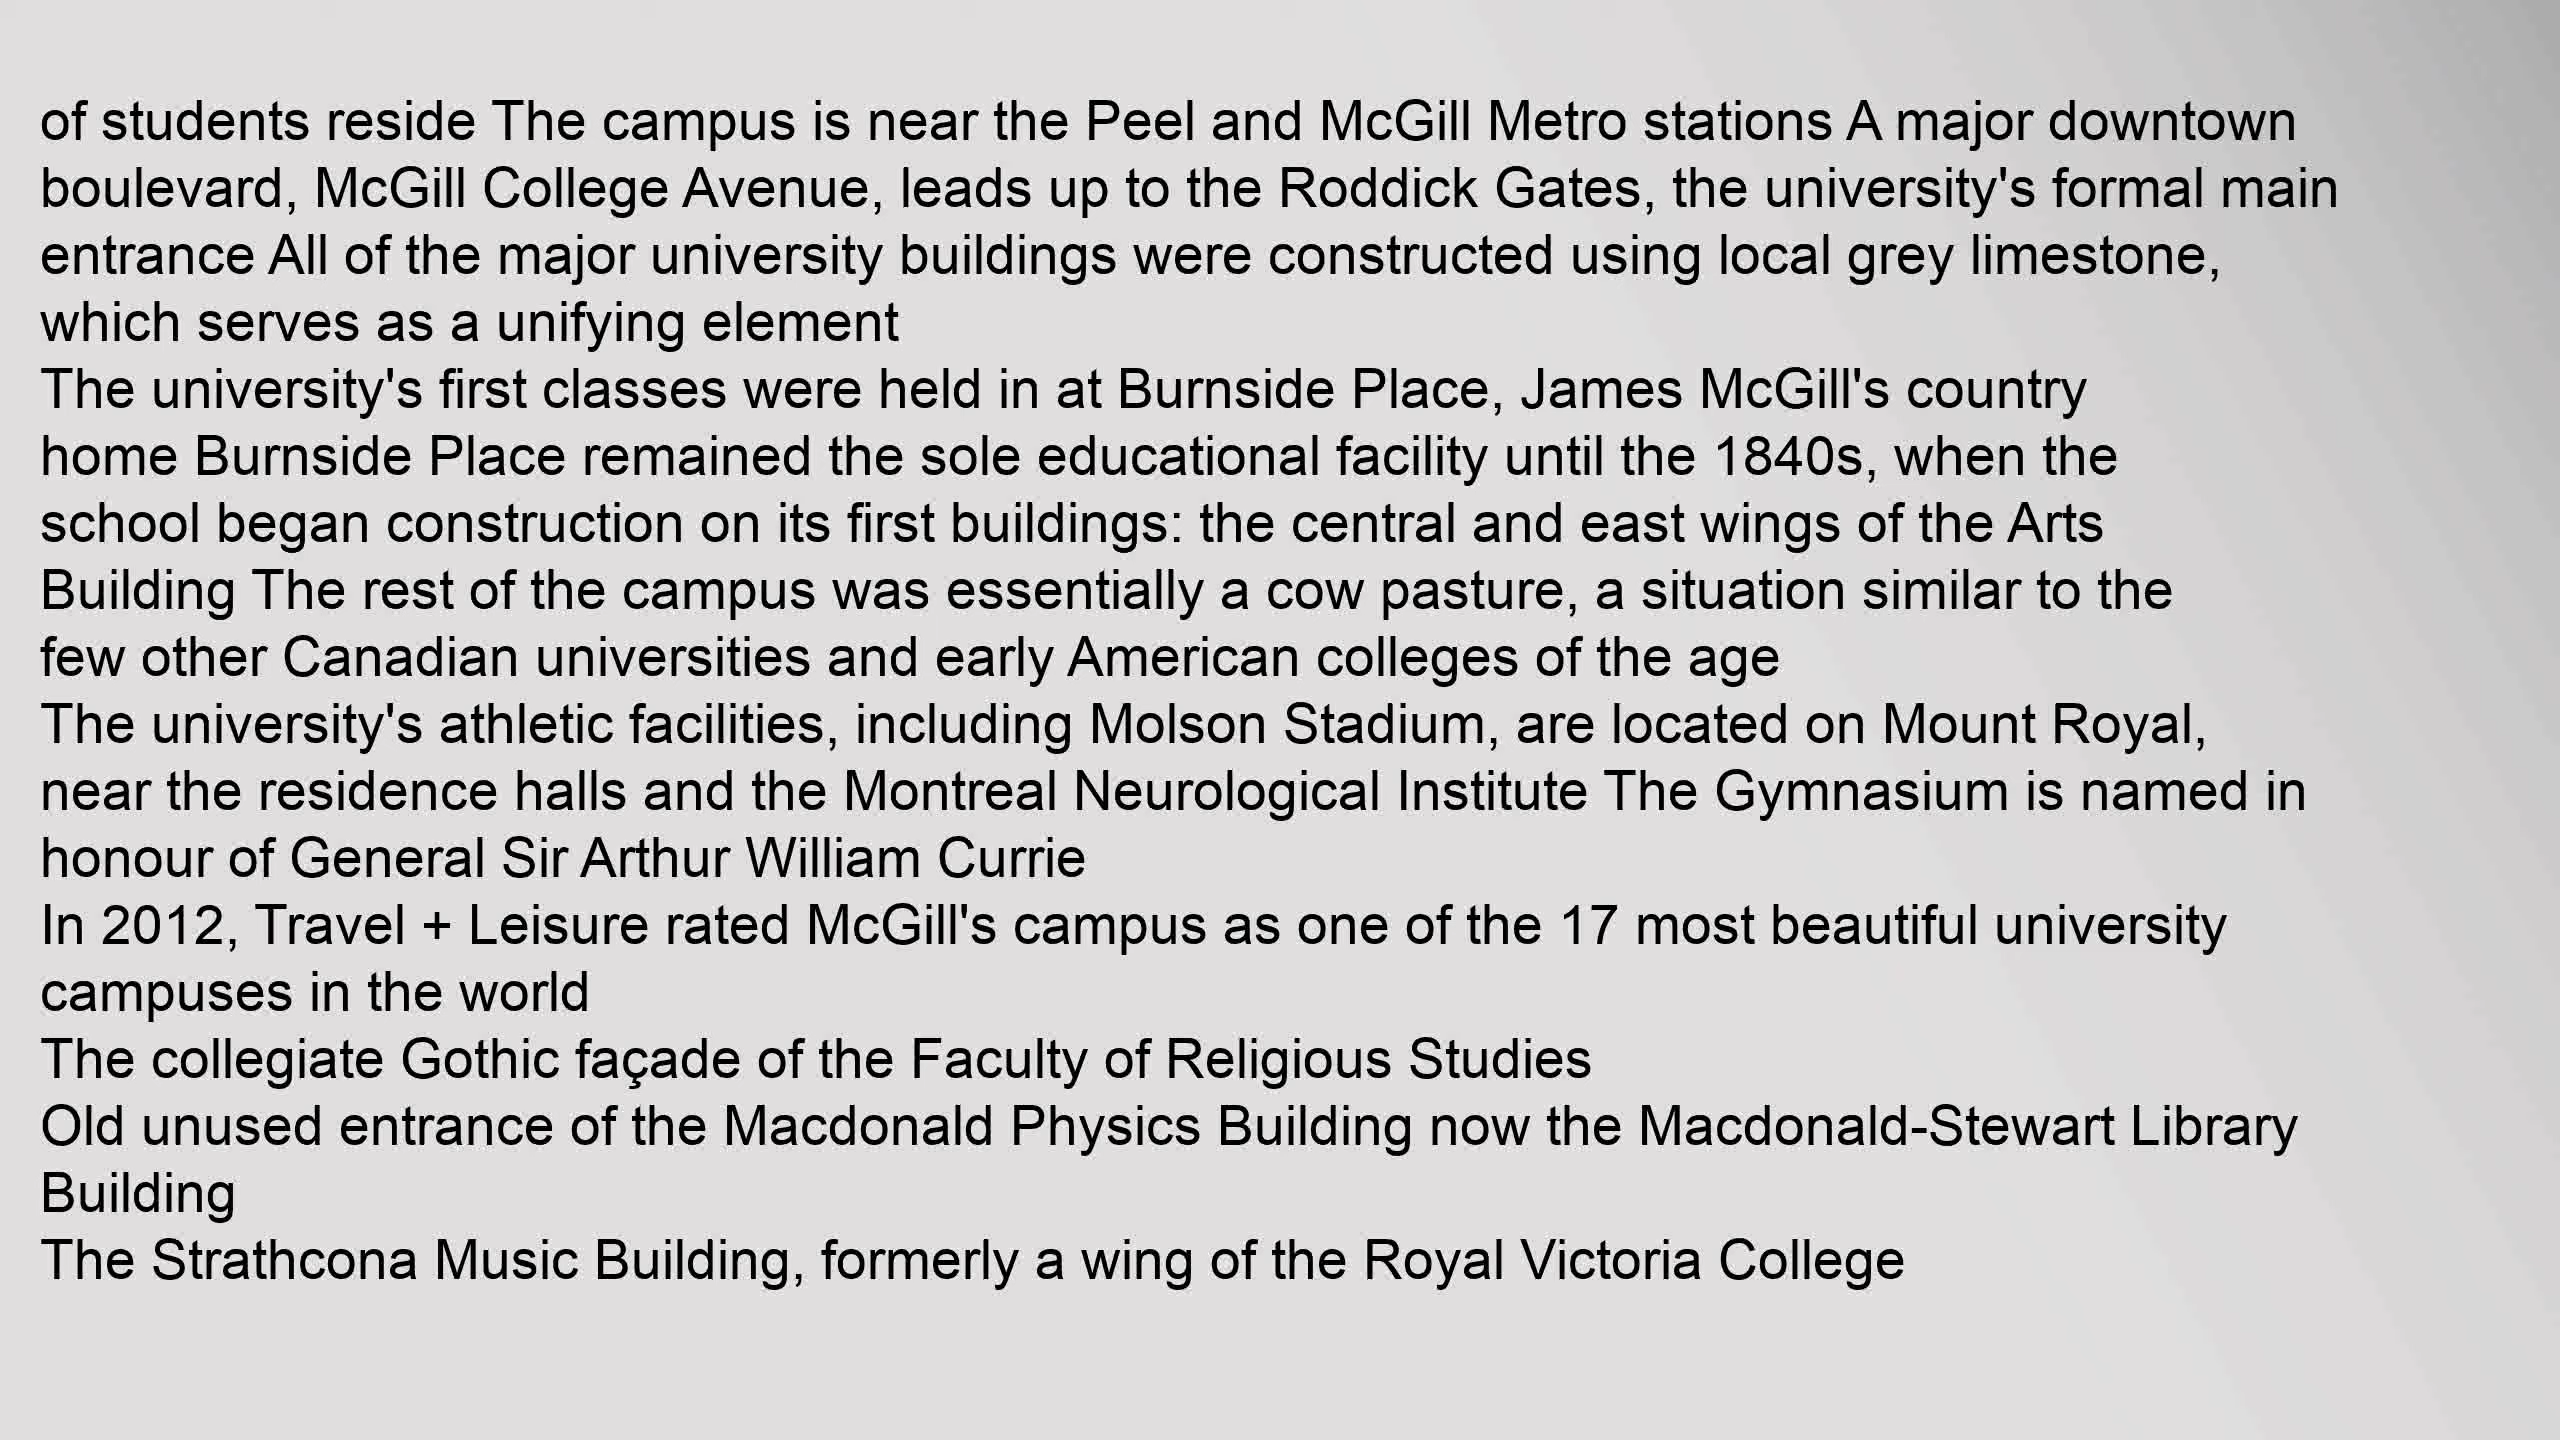 of students reside The campus is near the Peel and McGill Metro stations A major downtown
boulevard, McGill College Avenue, leads up to the Roddick Gates, the university's formal main
entrance All of the major university buildings were constructed using local grey limestone,
which serves as a unifying element
The university's first classes were held in at Burnside Place, James McGill's country
home Burnside Place remained the sole educational facility until the 1840s, when the
school began construction on its first buildings: the central and east wings of the Arts
Building The rest of the campus was essentially a cow pasture, a situation similar to the
few other Canadian universities and early American colleges of the age
The university's athletic facilities, including Molson Stadium, are located on Mount Royal,
near the residence halls and the Montreal Neurological Institute The Gymnasium is named in
honour of General Sir Arthur William Currie
In 2012, Travel + Leisure rated McGill's campus as one of the 17 most beautiful university
campuses in the world
The collegiate Gothic façade of the Faculty of Religious Studies
Old unused entrance of the Macdonald Physics Building now the Macdonald-Stewart Library
Building
The Strathcona Music Building, formerly a wing of the Royal Victoria College